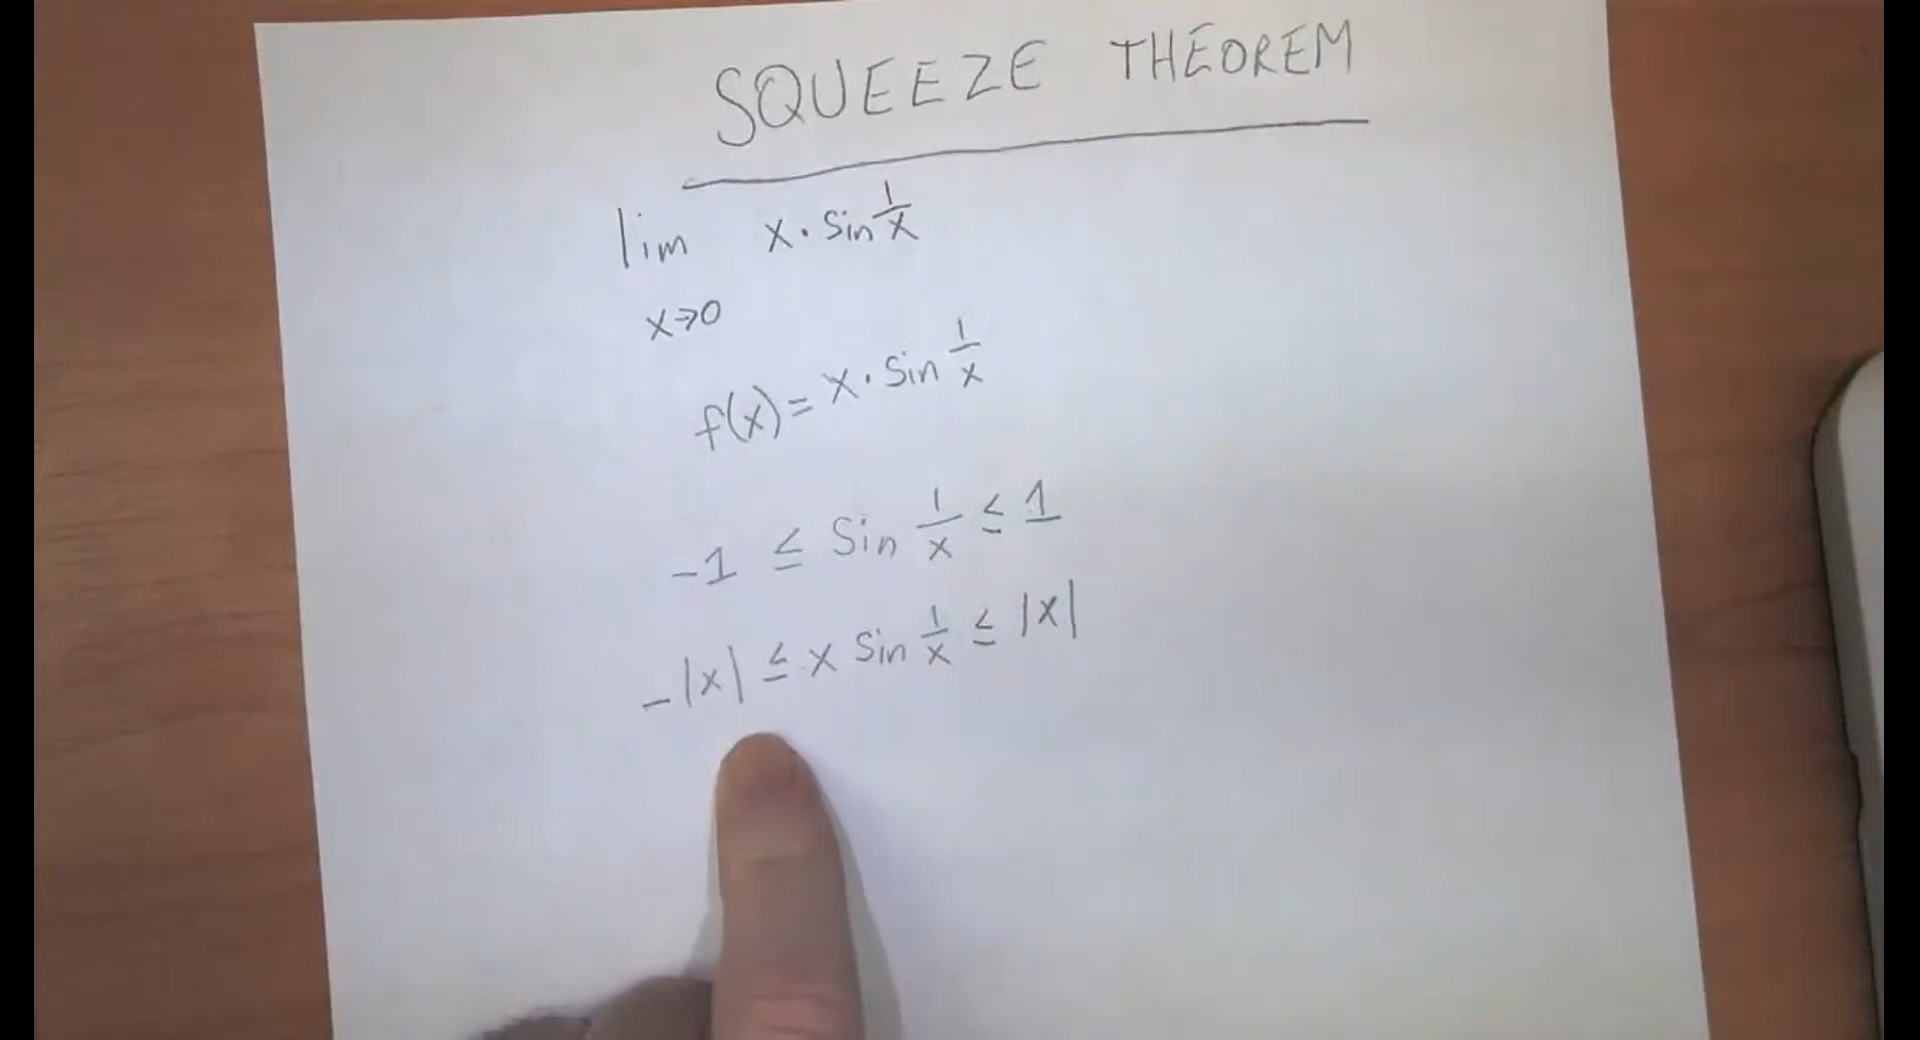 SQUEEZE THEOREM
lim x · sin 1/x
x→0
f(x) = x · sin 1/x
-1 ≤ sin 1/x ≤ 1
-|x| ≤ x sin 1/x ≤ |x|